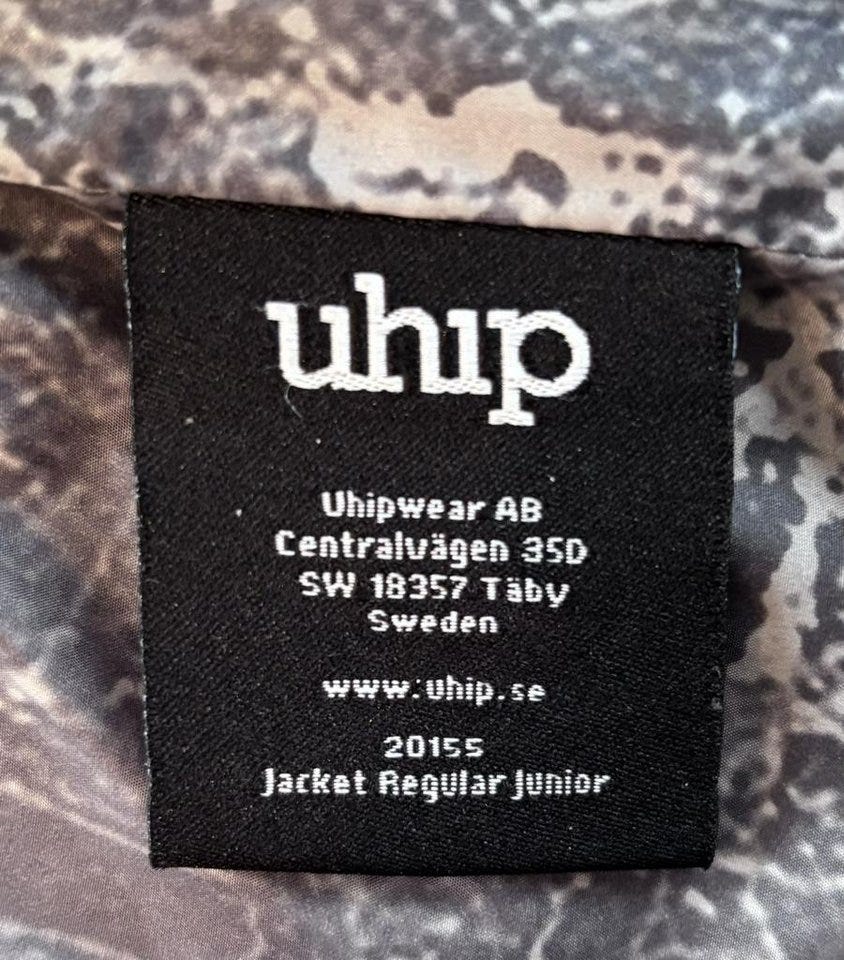 uhip
Uhipwear AB
Centralvägen 35D
SW 18357 Täby
Sweden
www.uhip.se
20155
Jacket Regular Junior